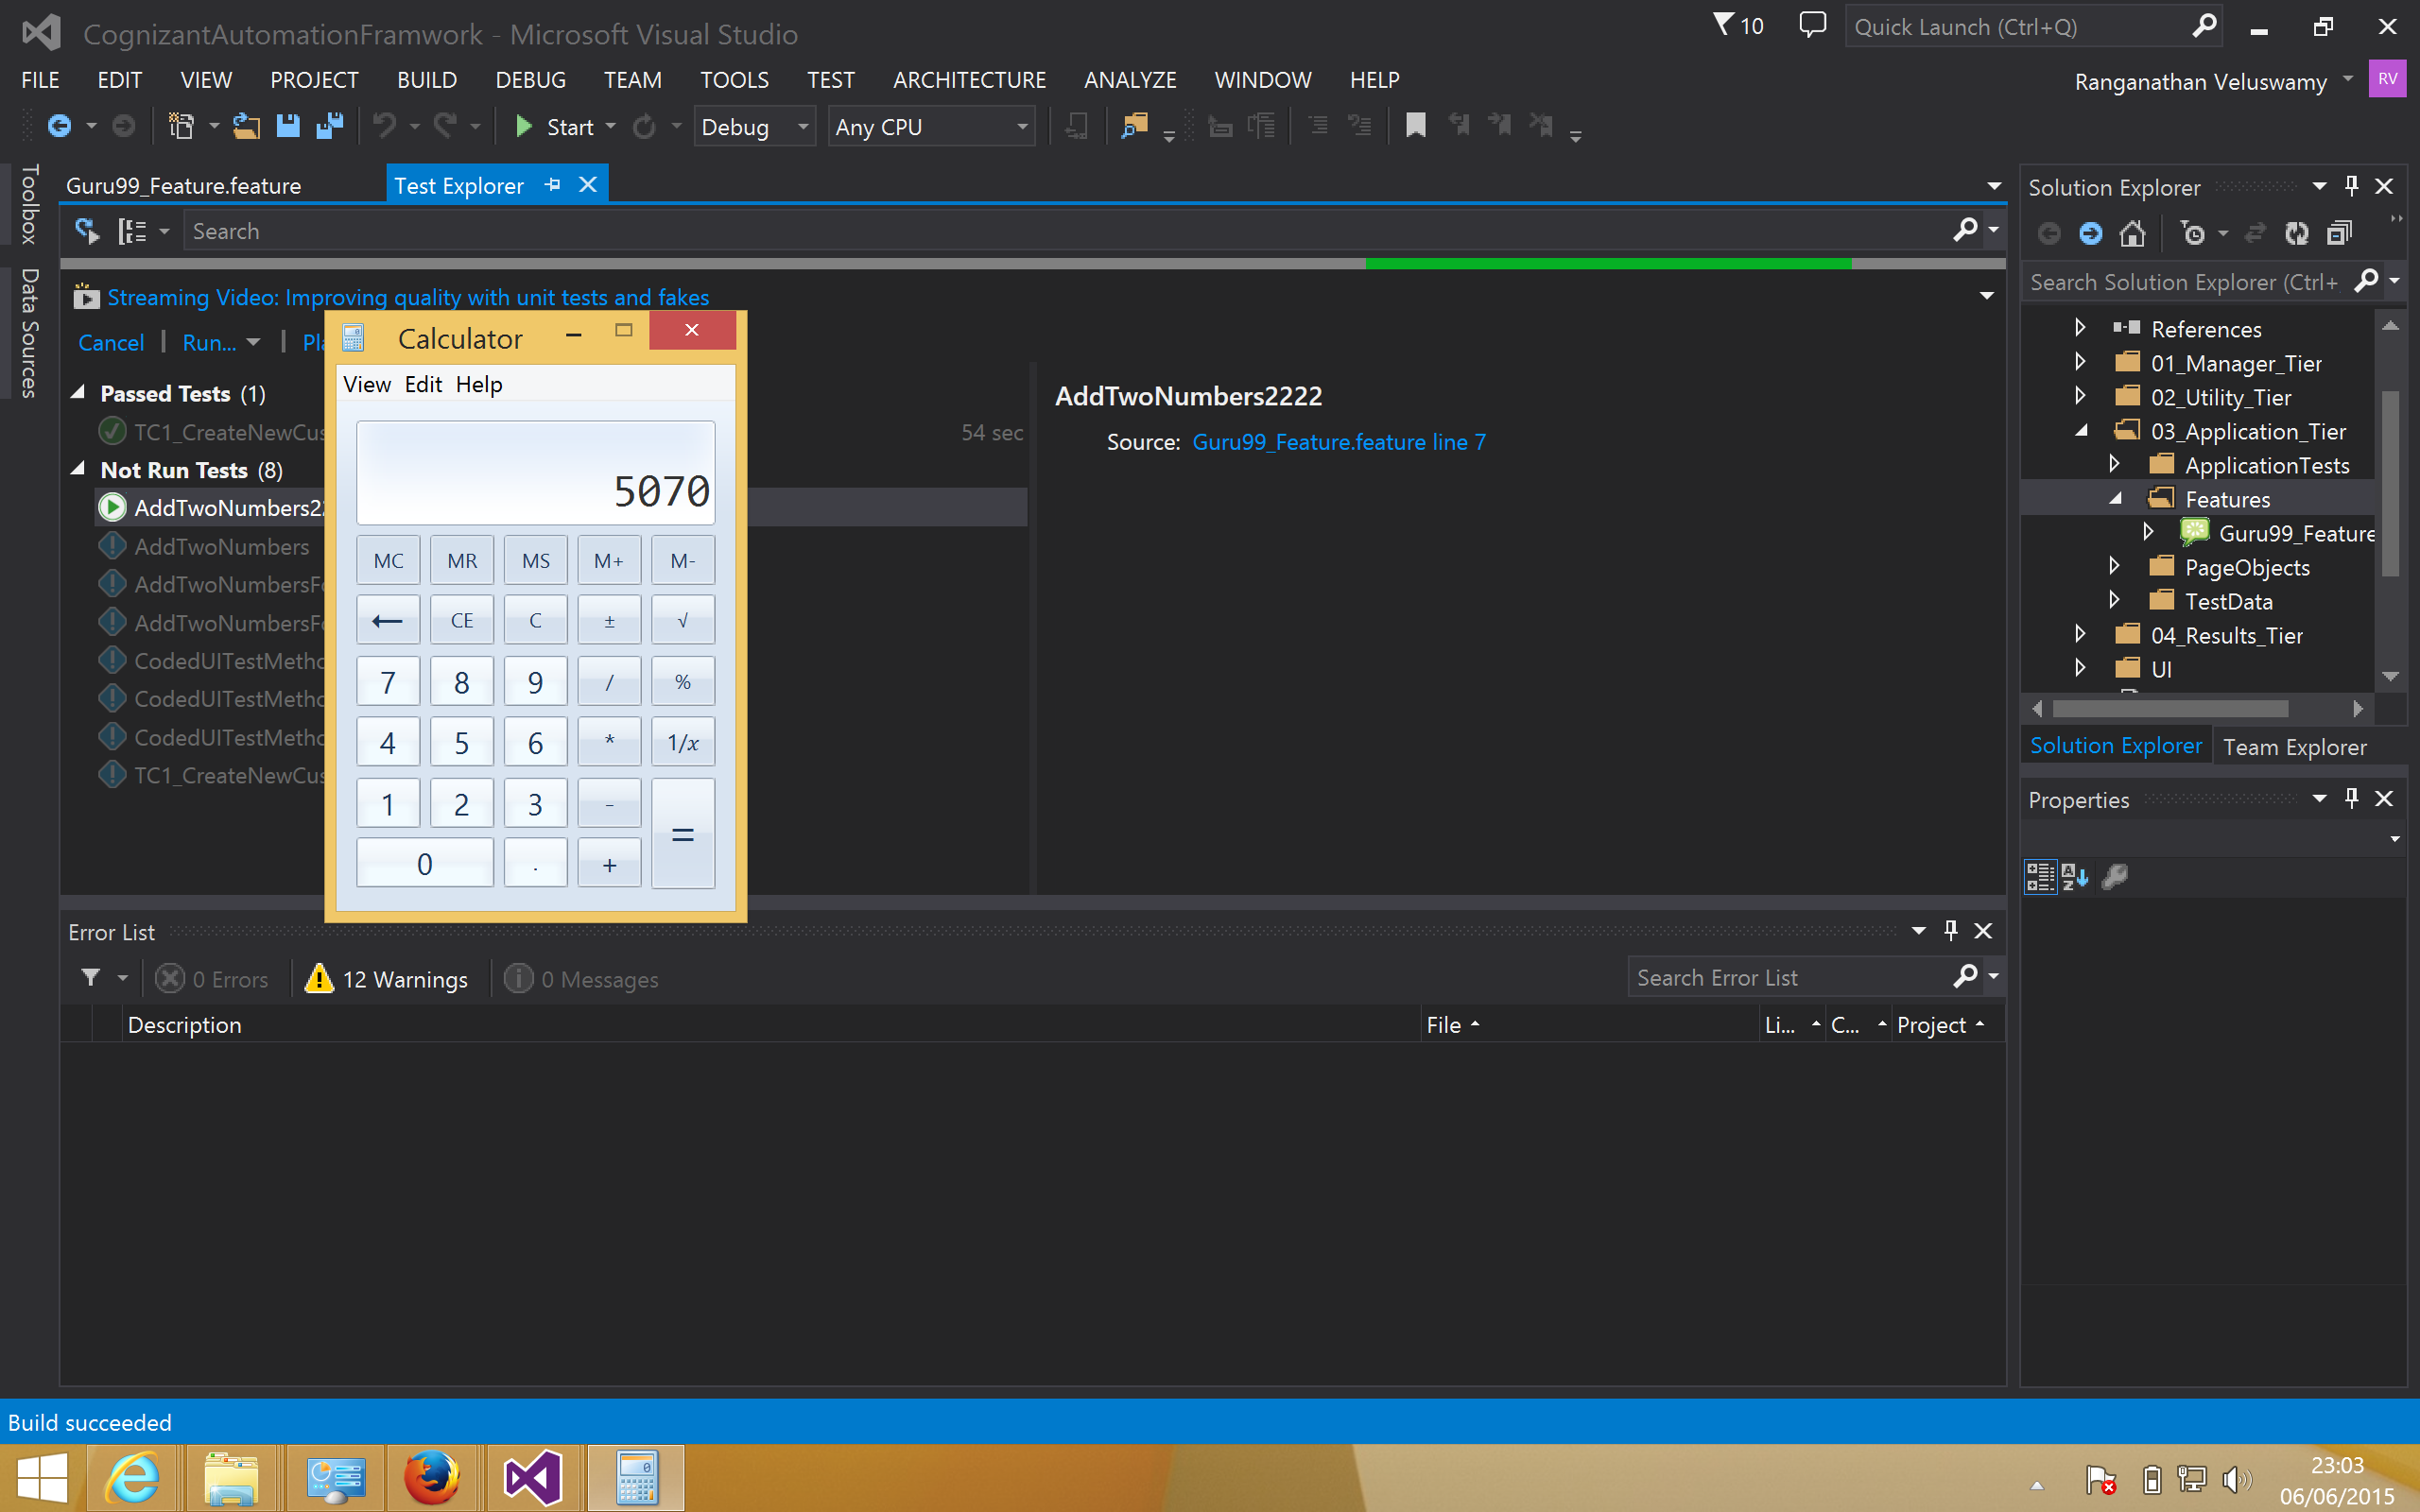 CognizantAutomationFramwork - Microsoft Visual Studio
10
Quick Launch (Ctrl+Q)
FILE EDIT VIEW PROJECT BUILD DEBUG TEAM TOOLS TEST ARCHITECTURE ANALYZE WINDOW HELP
Ranganathan Veluswamy
RV
Start
Debug
Any CPU
Toolbox
Data Sources
Guru99_Feature.feature
Test Explorer
Search
Streaming Video: Improving quality with unit tests and fakes
Cancel | Run... | Pl
Passed Tests (1)
TC1_CreateNewCus
54 sec
Not Run Tests (8)
AddTwoNumbers2
AddTwoNumbers
AddTwoNumbersFo
AddTwoNumbersFo
CodedUITestMetho
CodedUITestMetho
CodedUITestMetho
TC1_CreateNewCus
Calculator
View Edit Help
5070
MC MR MS M+ M-
← CE C ± √
7 8 9 / %
4 5 6 * 1/x
1 2 3 - =
0 . +
AddTwoNumbers2222
Source: Guru99_Feature.feature line 7
Solution Explorer
Search Solution Explorer (Ctrl+
References
01_Manager_Tier
02_Utility_Tier
03_Application_Tier
ApplicationTests
Features
Guru99_Feature
PageObjects
TestData
04_Results_Tier
UI
Solution Explorer
Team Explorer
Properties
Error List
0 Errors
12 Warnings
0 Messages
Search Error List
Description
File
Li...
C...
Project
Build succeeded
23:03
06/06/2015